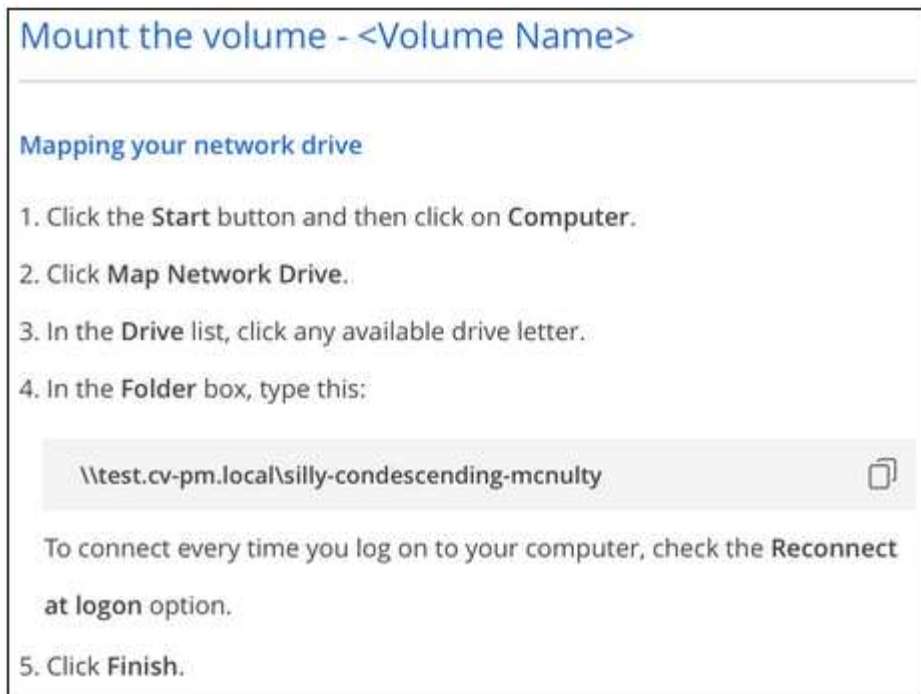 Mount the volume - <Volume Name>
Mapping your network drive
1. Click the Start button and then click on Computer.
2. Click Map Network Drive.
3. In the Drive list, click any available drive letter.
4. In the Folder box, type this:
\\test.cv-pm.local\silly-condescending-mcnulty
To connect every time you log on to your computer, check the Reconnect
at logon option.
5. Click Finish.